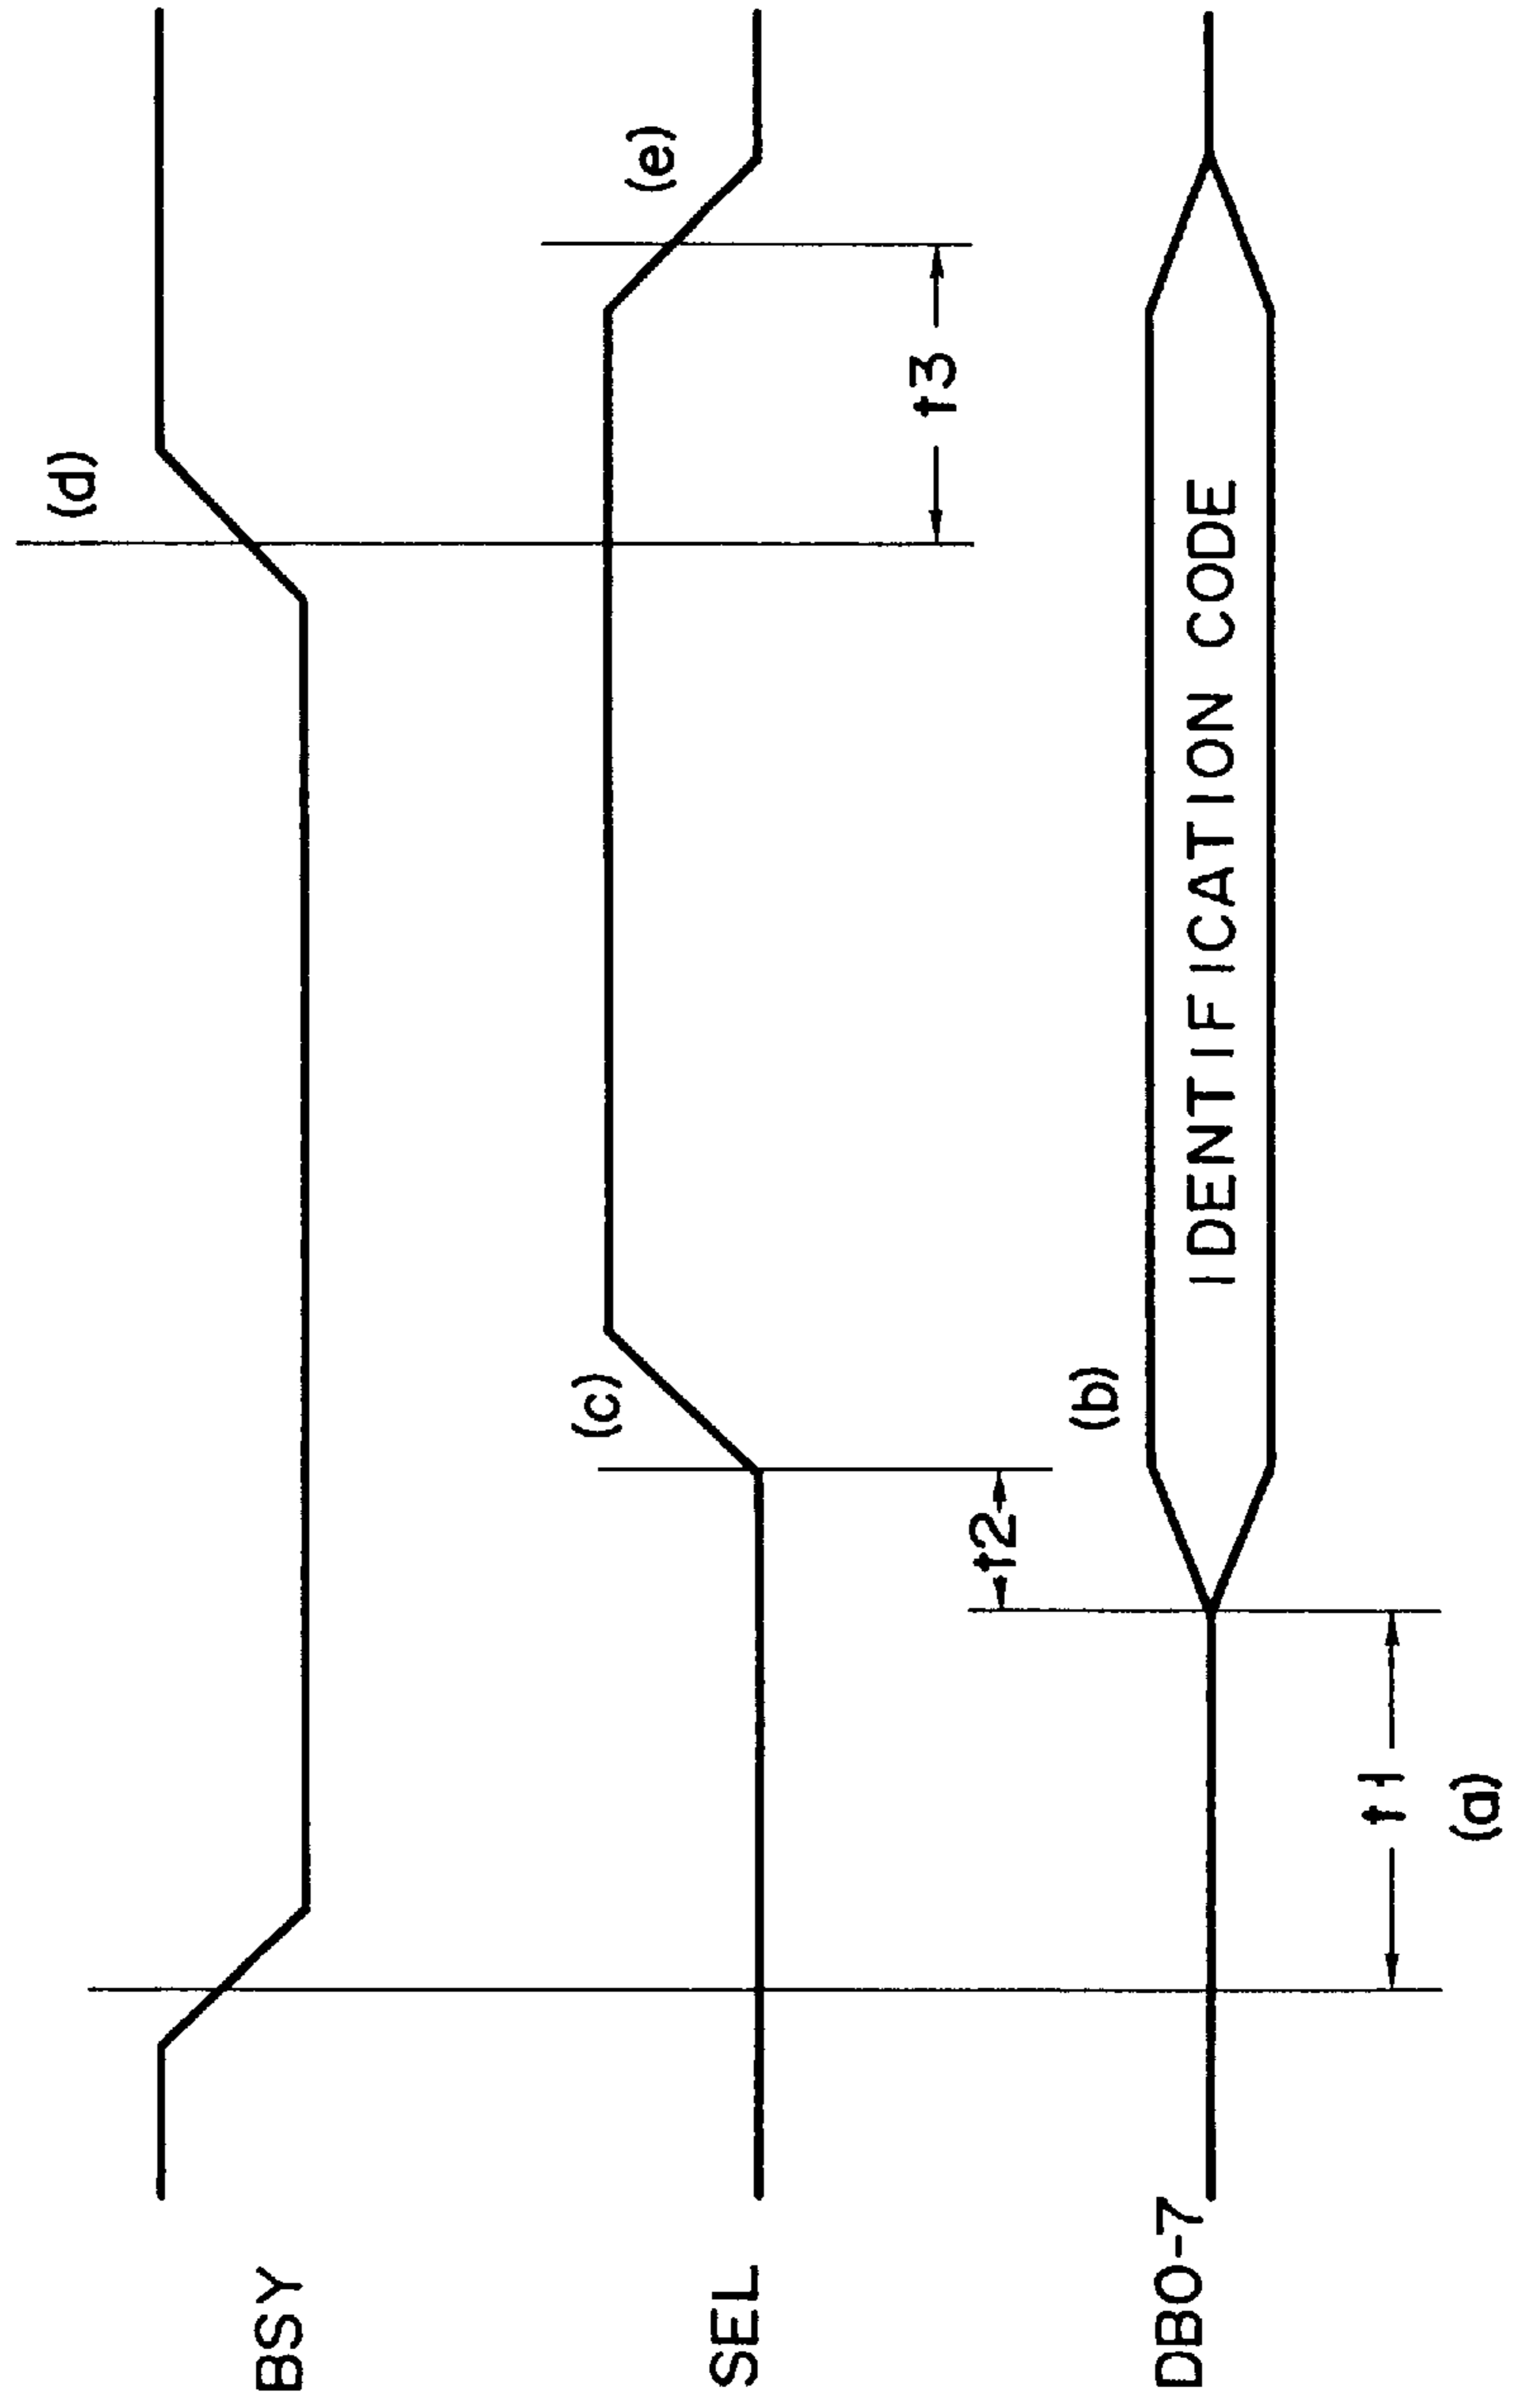 (d)
BSY
(e)
(c)
SEL
t3
t2
(b)
DB0-7
IDENTIFICATION CODE
t1
(a)